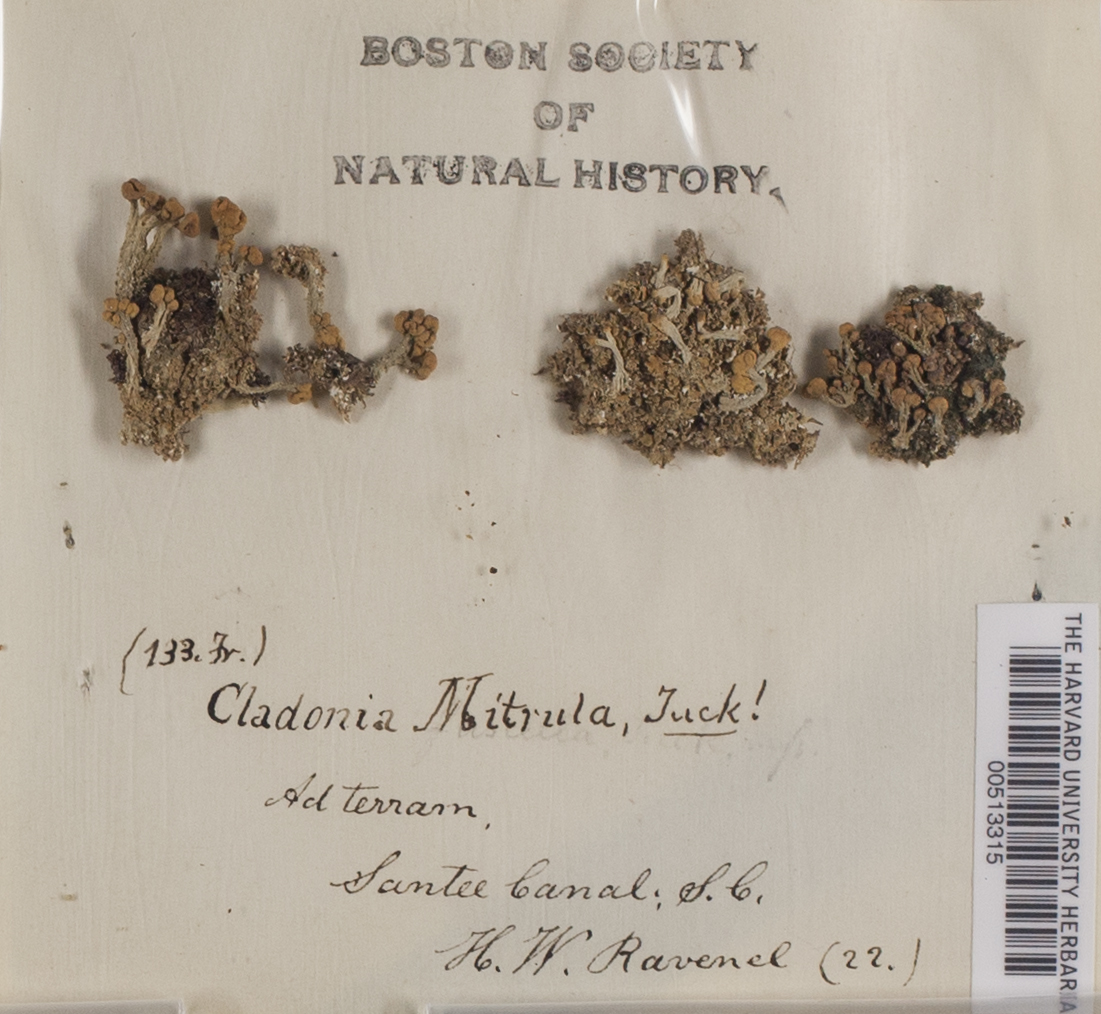 BOSTON SOCIETY
OF
NATURAL HISTORY.
(133. Fr.)
Cladonia Mitrula, Tuck!
Ad terram,
Santee Canal; S.C.
H. W. Ravenel (22.)
THE HARVARD UNIVERSITY HERBARIA
00513315